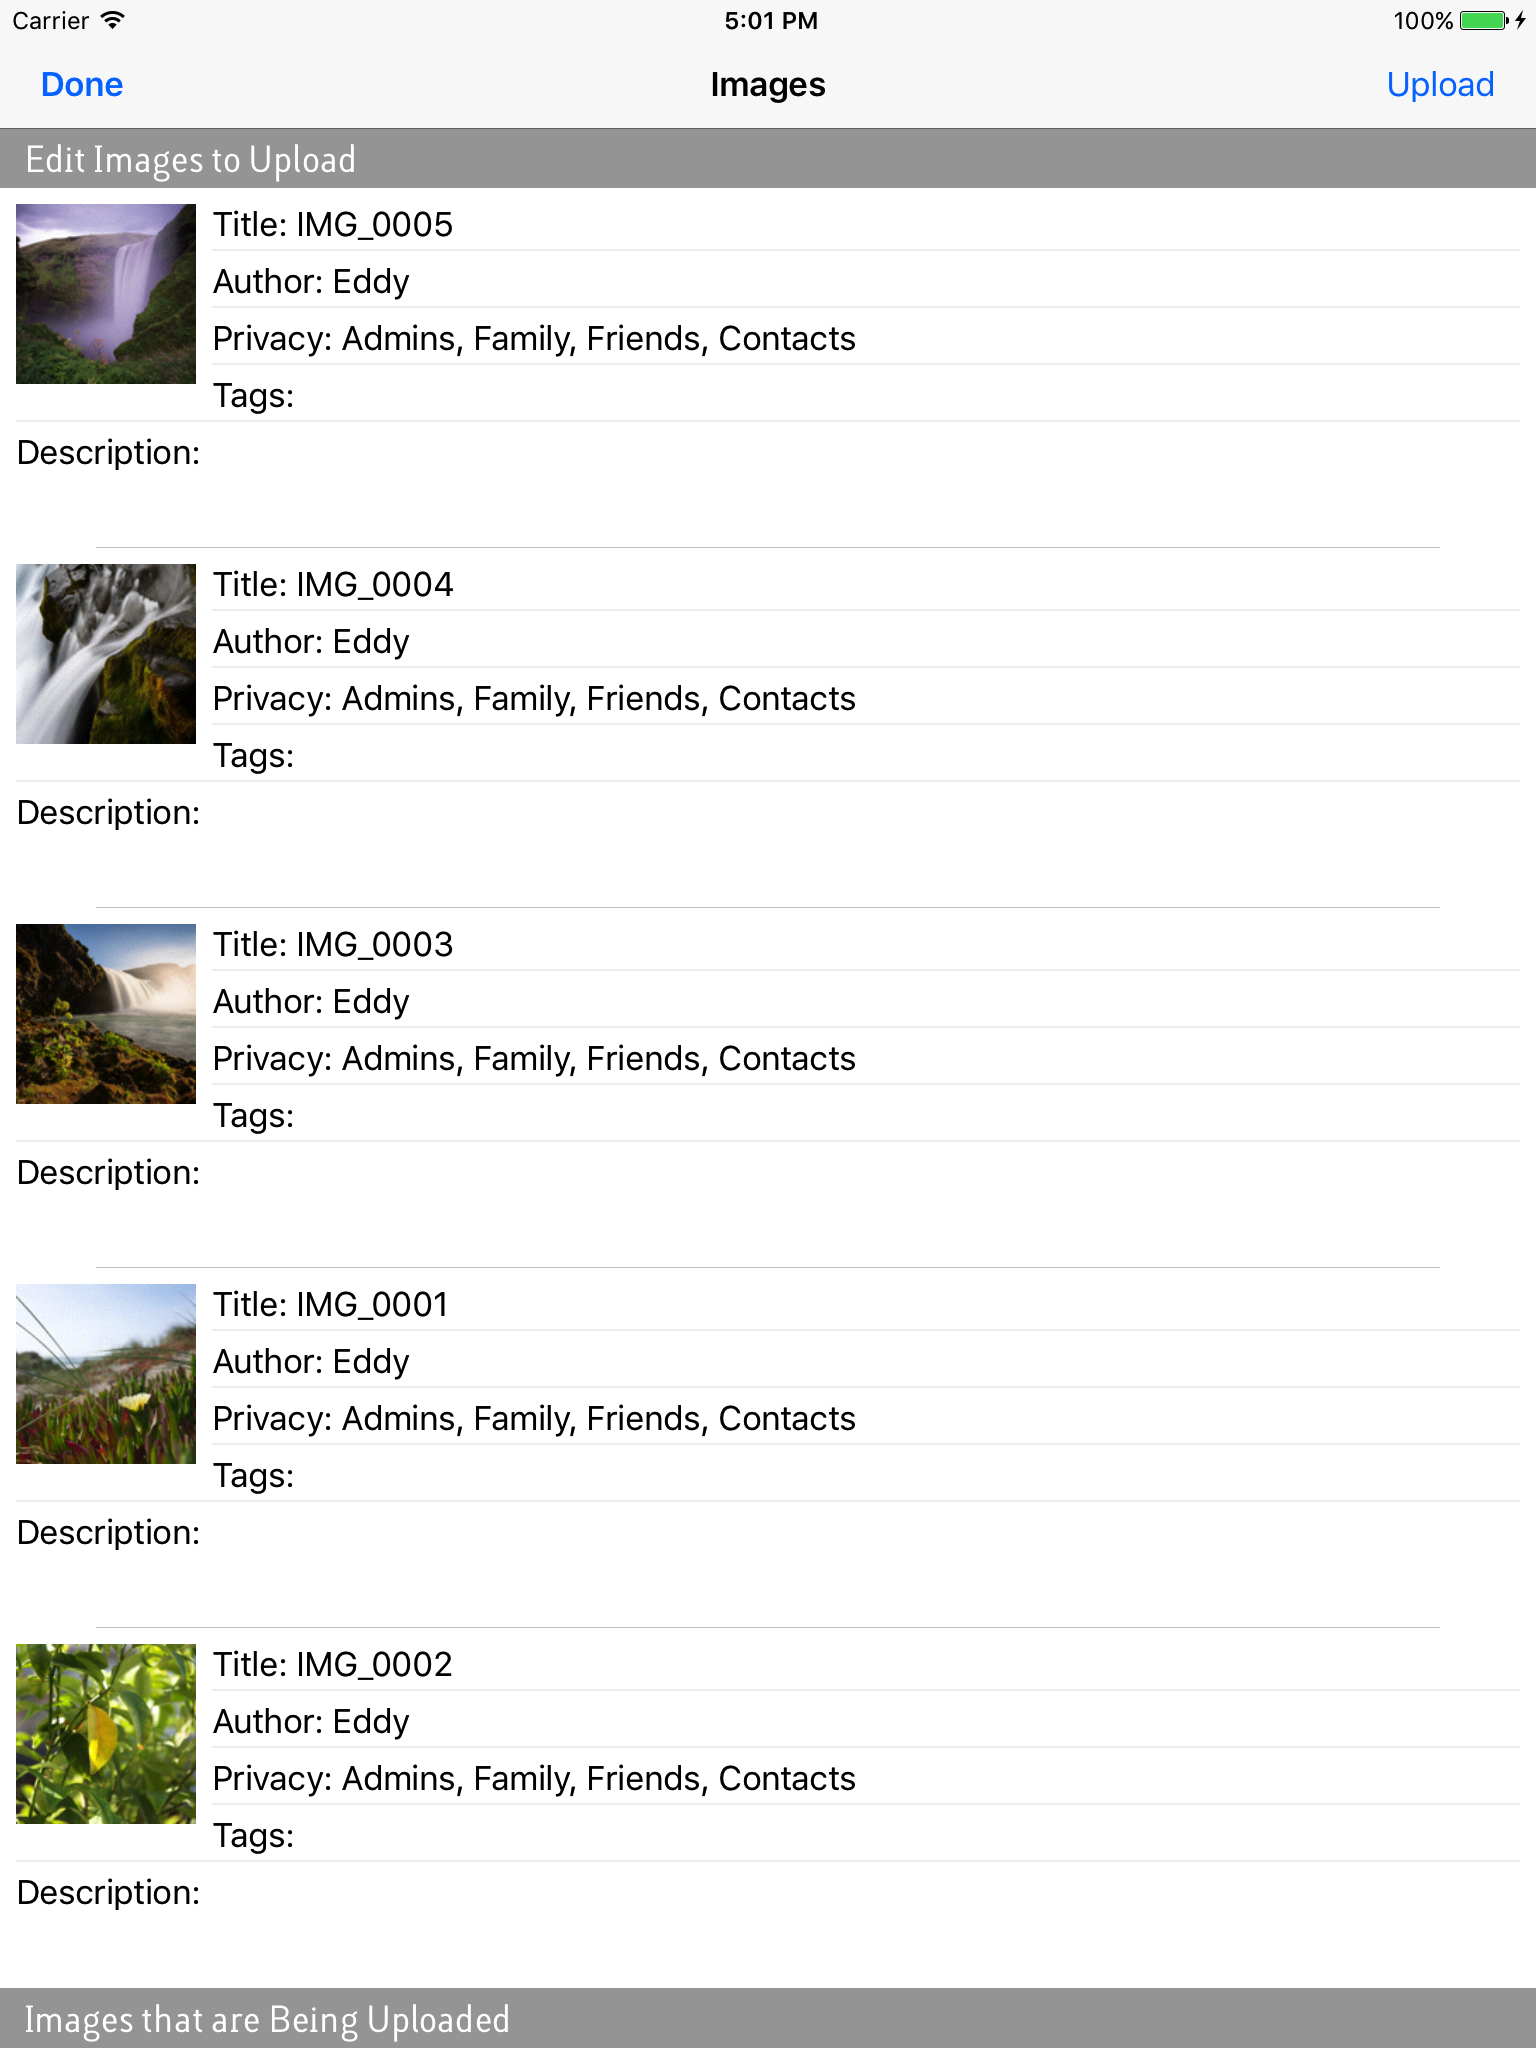 Carrier 5:01 PM 100%
Done Images Upload
Edit Images to Upload
Title: IMG_0005
Author: Eddy
Privacy: Admins, Family, Friends, Contacts
Tags:
Description:
Title: IMG_0004
Author: Eddy
Privacy: Admins, Family, Friends, Contacts
Tags:
Description:
Title: IMG_0003
Author: Eddy
Privacy: Admins, Family, Friends, Contacts
Tags:
Description:
Title: IMG_0001
Author: Eddy
Privacy: Admins, Family, Friends, Contacts
Tags:
Description:
Title: IMG_0002
Author: Eddy
Privacy: Admins, Family, Friends, Contacts
Tags:
Description:
Images that are Being Uploaded